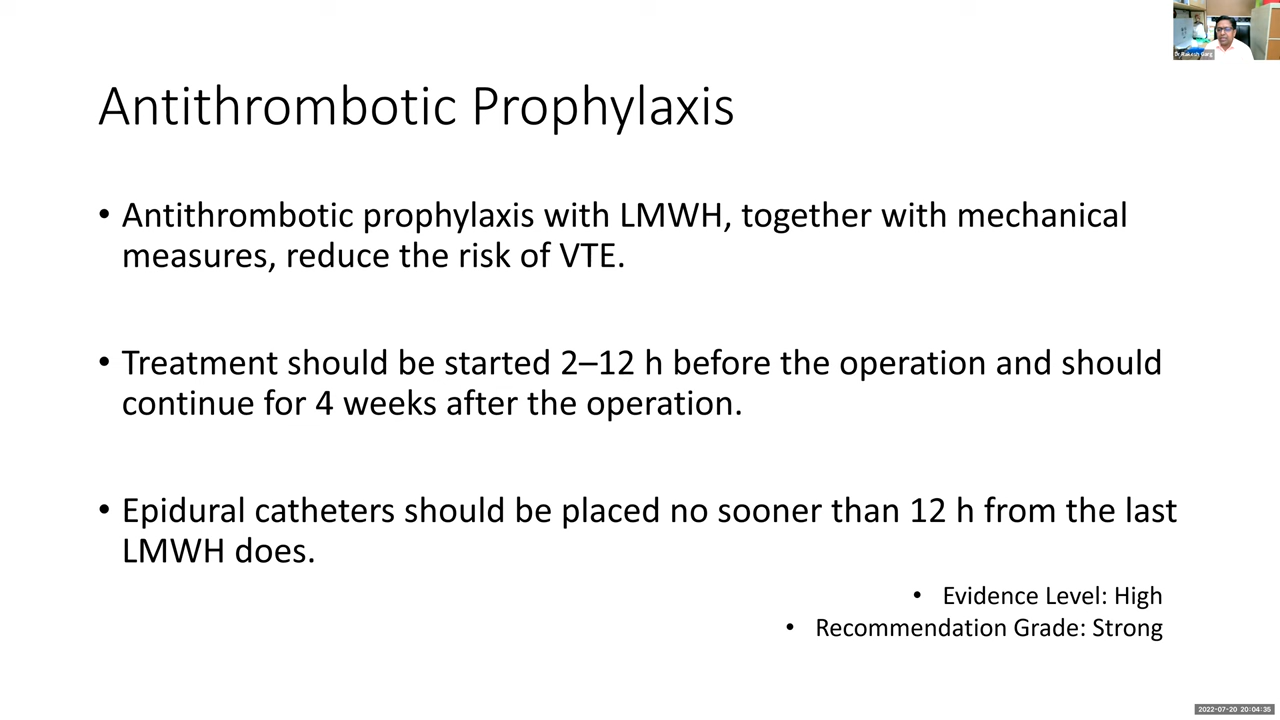 Dr Rakesh Garg
Antithrombotic Prophylaxis
• Antithrombotic prophylaxis with LMWH, together with mechanical
measures, reduce the risk of VTE.
• Treatment should be started 2–12 h before the operation and should
continue for 4 weeks after the operation.
• Epidural catheters should be placed no sooner than 12 h from the last
LMWH does.
• Evidence Level: High
• Recommendation Grade: Strong
2022-07-20 20:04:35